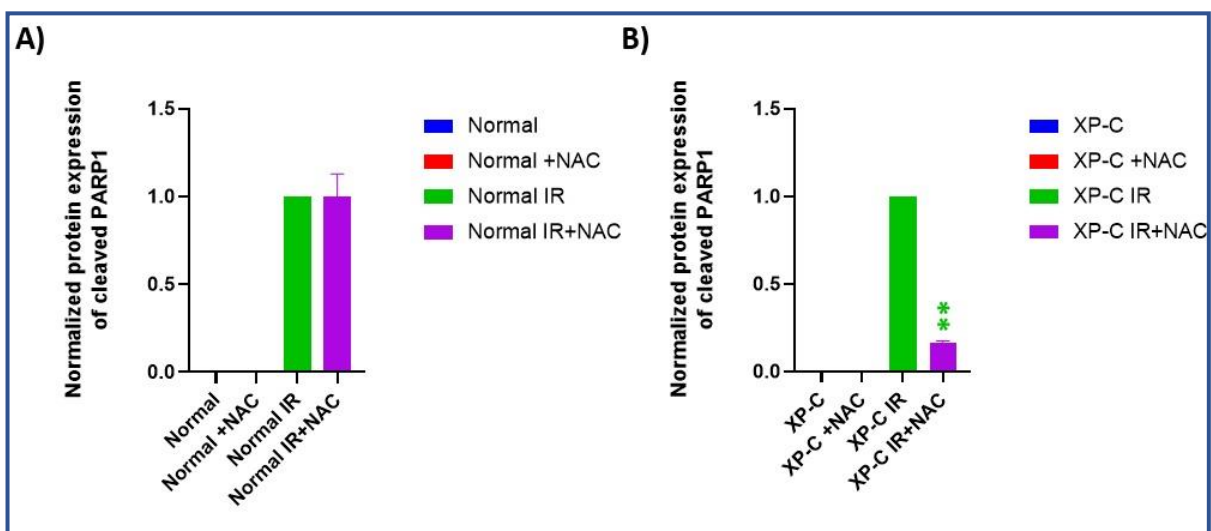 A)
Normalized protein expression
of cleaved PARP1
1.5
1.0
0.5
0.0
Normal
Normal +NAC
Normal IR
Normal IR+NAC
Normal
Normal +NAC
Normal IR
Normal IR+NAC
B)
Normalized protein expression
of cleaved PARP1
1.5
1.0
0.5
0.0
**
XP-C
XP-C +NAC
XP-C IR
XP-C IR+NAC
XP-C
XP-C +NAC
XP-C IR
XP-C IR+NAC